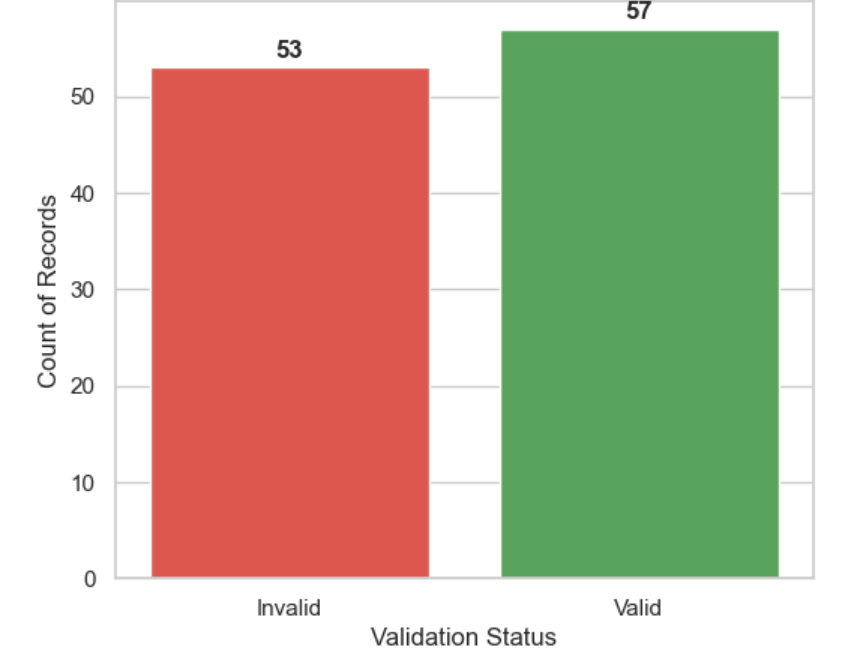 57
53
50
40
30
20
10
0
Count of Records
Invalid Valid
Validation Status